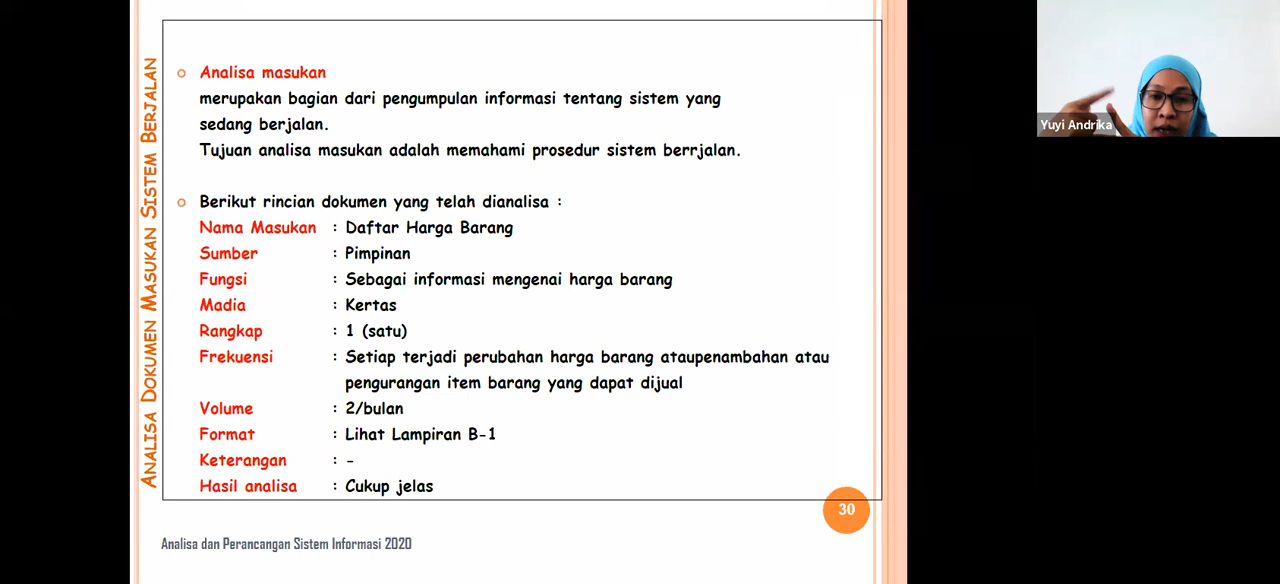 ANALISA DOKUMEN MASUKAN SISTEM BERJALAN
Analisa masukan
merupakan bagian dari pengumpulan informasi tentang sistem yang
sedang berjalan.
Tujuan analisa masukan adalah memahami prosedur sistem berrjalan.
Berikut rincian dokumen yang telah dianalisa :
Nama Masukan : Daftar Harga Barang
Sumber : Pimpinan
Fungsi : Sebagai informasi mengenai harga barang
Madia : Kertas
Rangkap : 1 (satu)
Frekuensi : Setiap terjadi perubahan harga barang ataupenambahan atau
pengurangan item barang yang dapat dijual
Volume : 2/bulan
Format : Lihat Lampiran B-1
Keterangan : -
Hasil analisa : Cukup jelas
30
Analisa dan Perancangan Sistem Informasi 2020
Yuyi Andrika